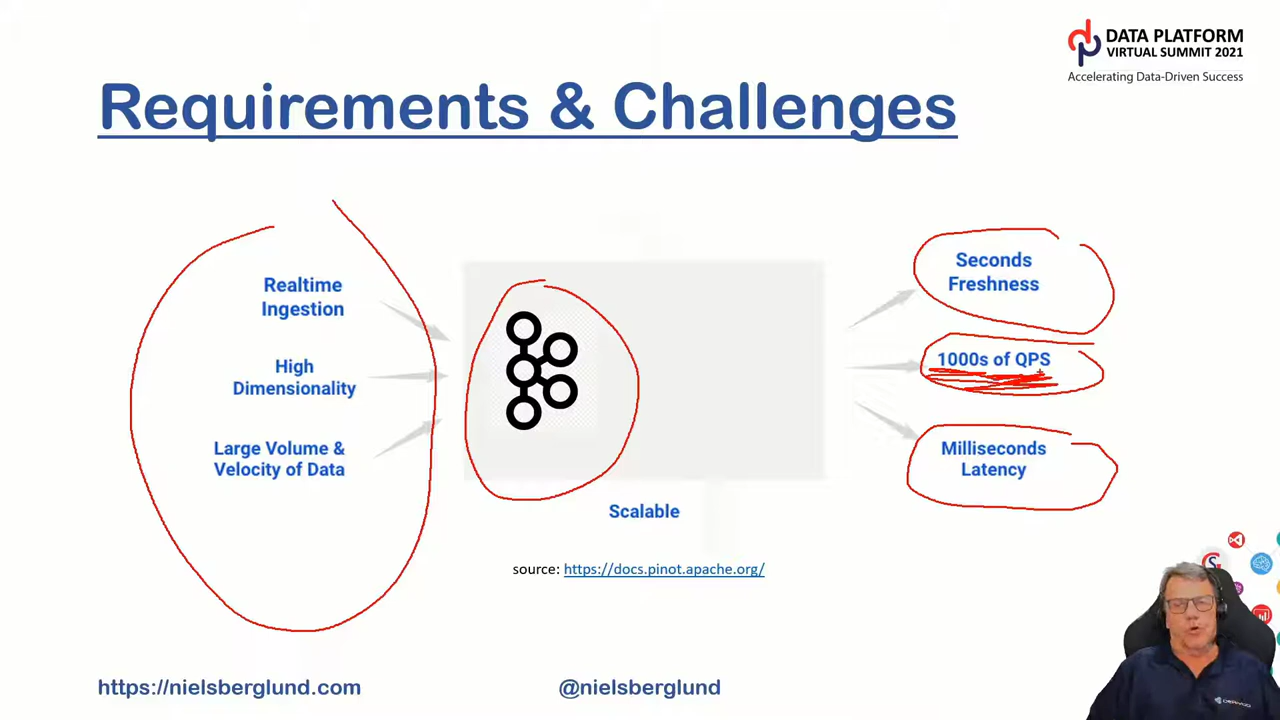 DATA PLATFORM
VIRTUAL SUMMIT 2021
Accelerating Data-Driven Success
Requirements & Challenges
Realtime
Ingestion
High
Dimensionality
Large Volume &
Velocity of Data
Scalable
Seconds
Freshness
1000s of QPS
Milliseconds
Latency
source: https://docs.pinot.apache.org/
https://nielsberglund.com
@nielsberglund